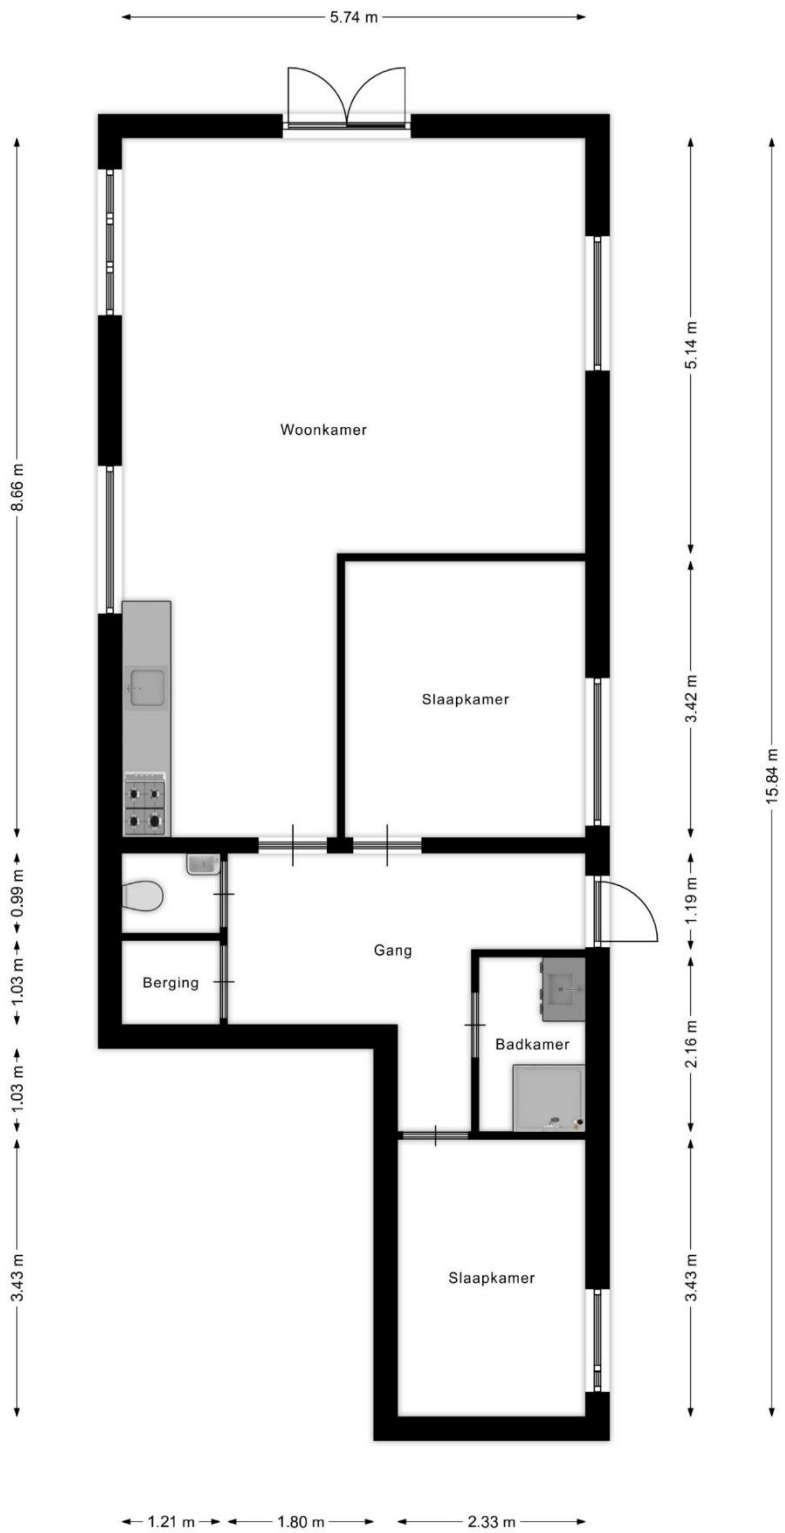 5.74 m
8.66 m
5.14 m
Woonkamer
3.42 m
Slaapkamer
15.84 m
0.99 m
1.19 m
Gang
1.03 m
Berging
2.16 m
Badkamer
1.03 m
3.43 m
Slaapkamer
3.43 m
1.21 m
1.80 m
2.33 m